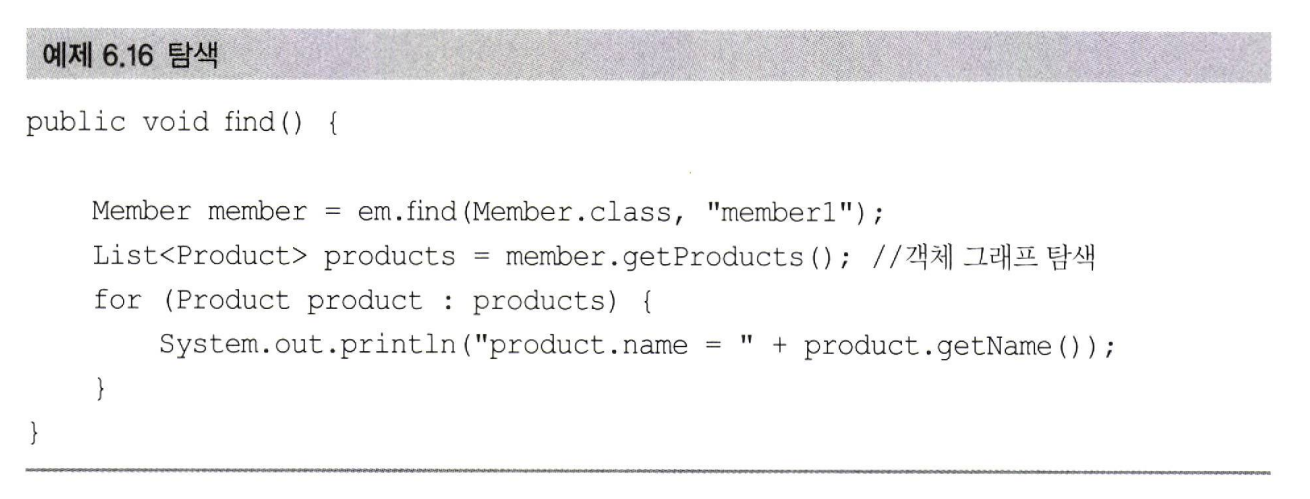 예제 6.16 탐색
public void find() {
Member member = em.find(Member.class, "member1");
List<Product> products = member.getProducts(); //객체 그래프 탐색
for (Product product : products) {
System.out.println("product.name = " + product.getName());
}
}